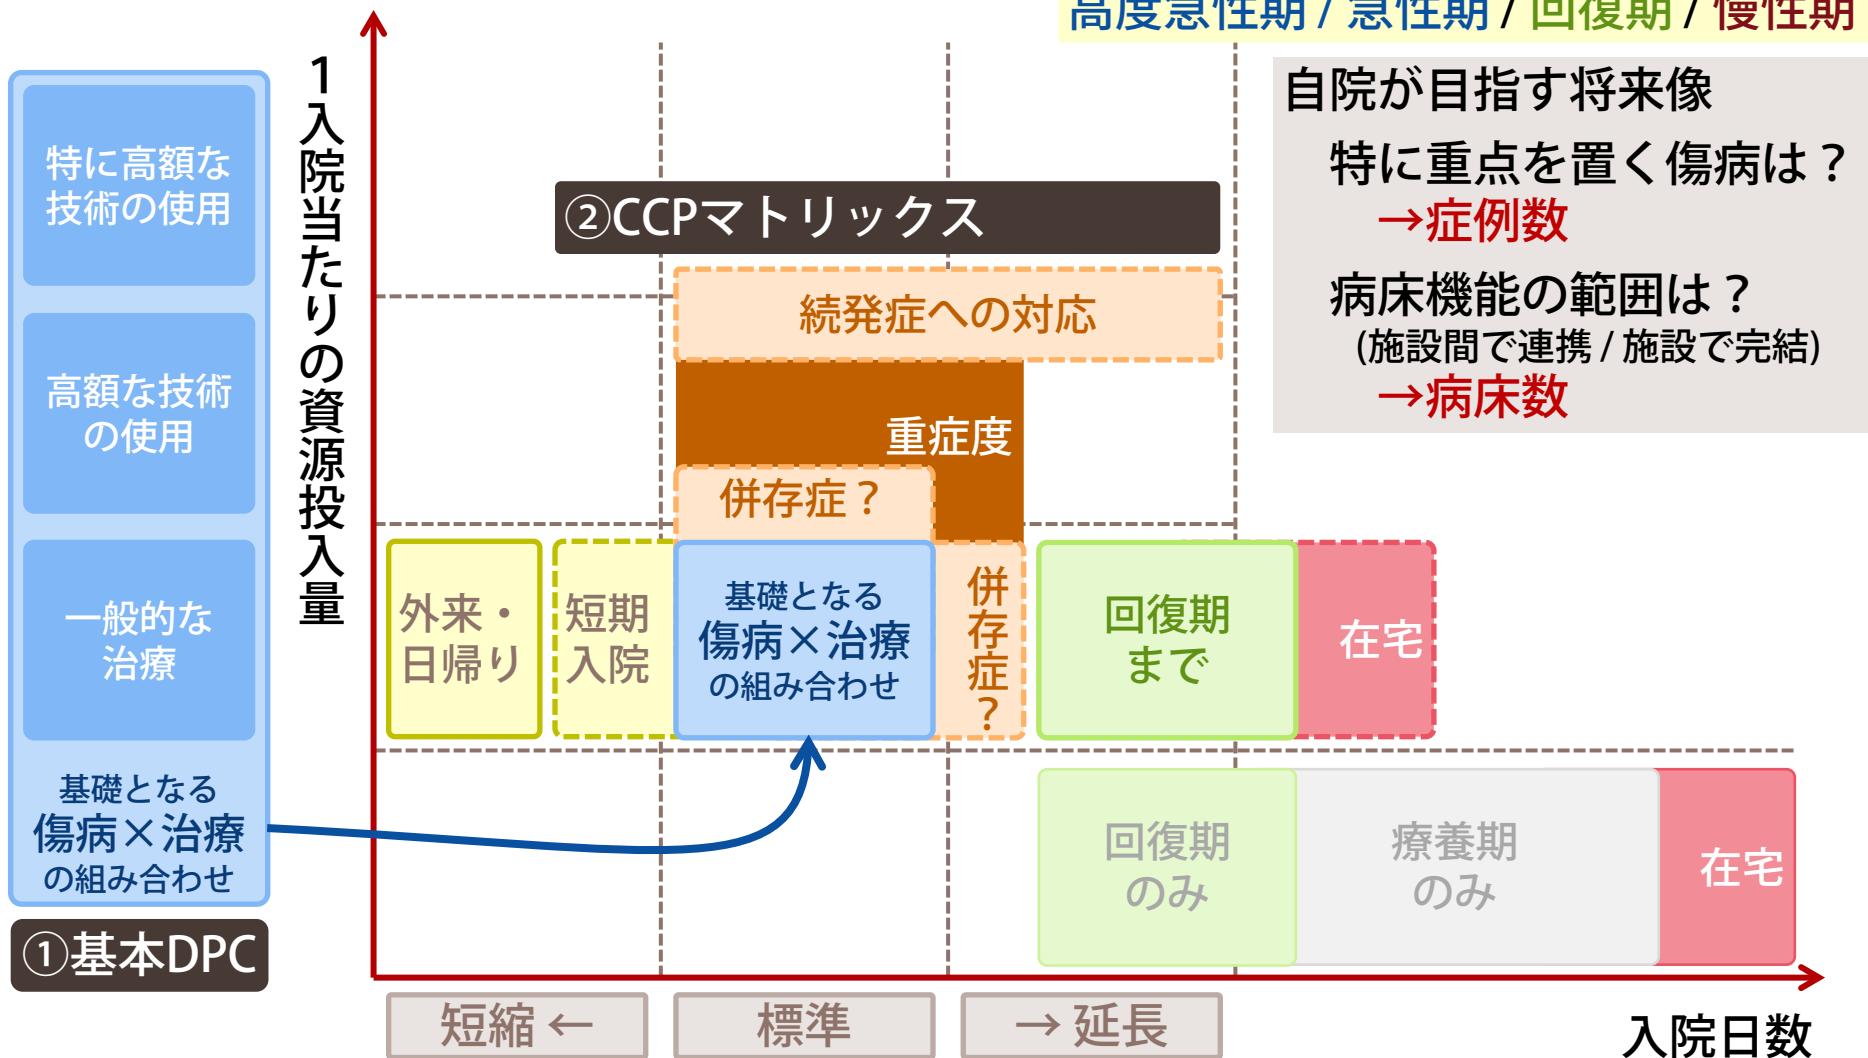 高度急性期 / 急性期 / 回復期 / 慢性期
自院が目指す将来像
特に重点を置く傷病は？
→症例数
病床機能の範囲は？
(施設間で連携 / 施設で完結)
→病床数
1入院当たりの資源投入量
特に高額な
技術の使用
高額な技術
の使用
一般的な
治療
基礎となる
傷病×治療
の組み合わせ
①基本DPC
②CCPマトリックス
続発症への対応
重症度
併存症？
外来・
日帰り
短期
入院
基礎となる
傷病×治療
の組み合わせ
併存症？
回復期
まで
在宅
回復期
のみ
療養期
のみ
在宅
短縮 ←
標準
→ 延長
入院日数